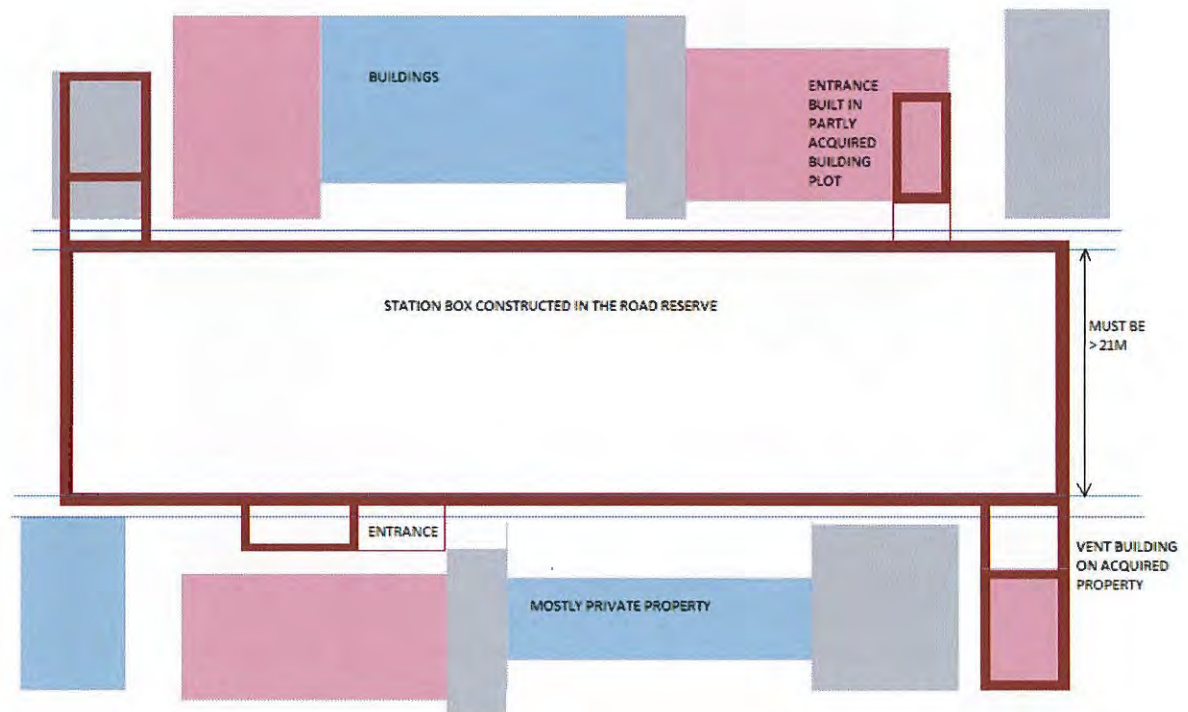 BUILDINGS
ENTRANCE
BUILT IN
PARTLY
ACQUIRED
BUILDING
PLOT
STATION BOX CONSTRUCTED IN THE ROAD RESERVE
MUST BE
>21M
ENTRANCE
VENT BUILDING
ON ACQUIRED
PROPERTY
MOSTLY PRIVATE PROPERTY